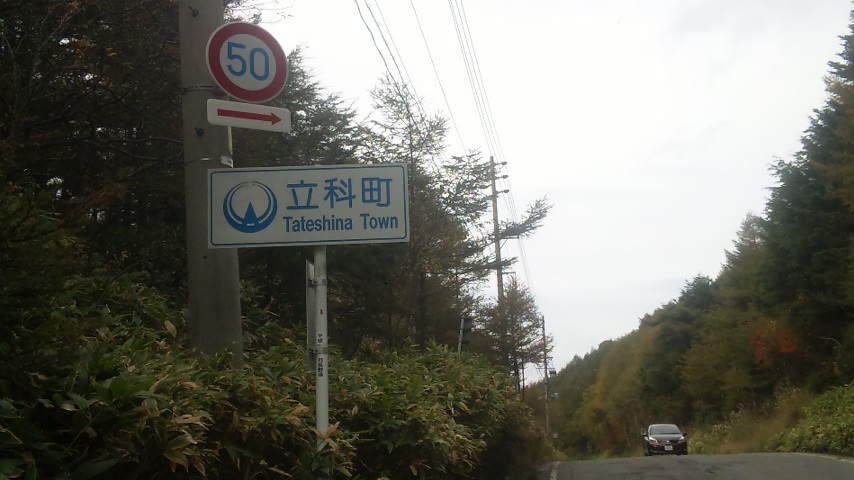 50
立科町
Tateshina Town